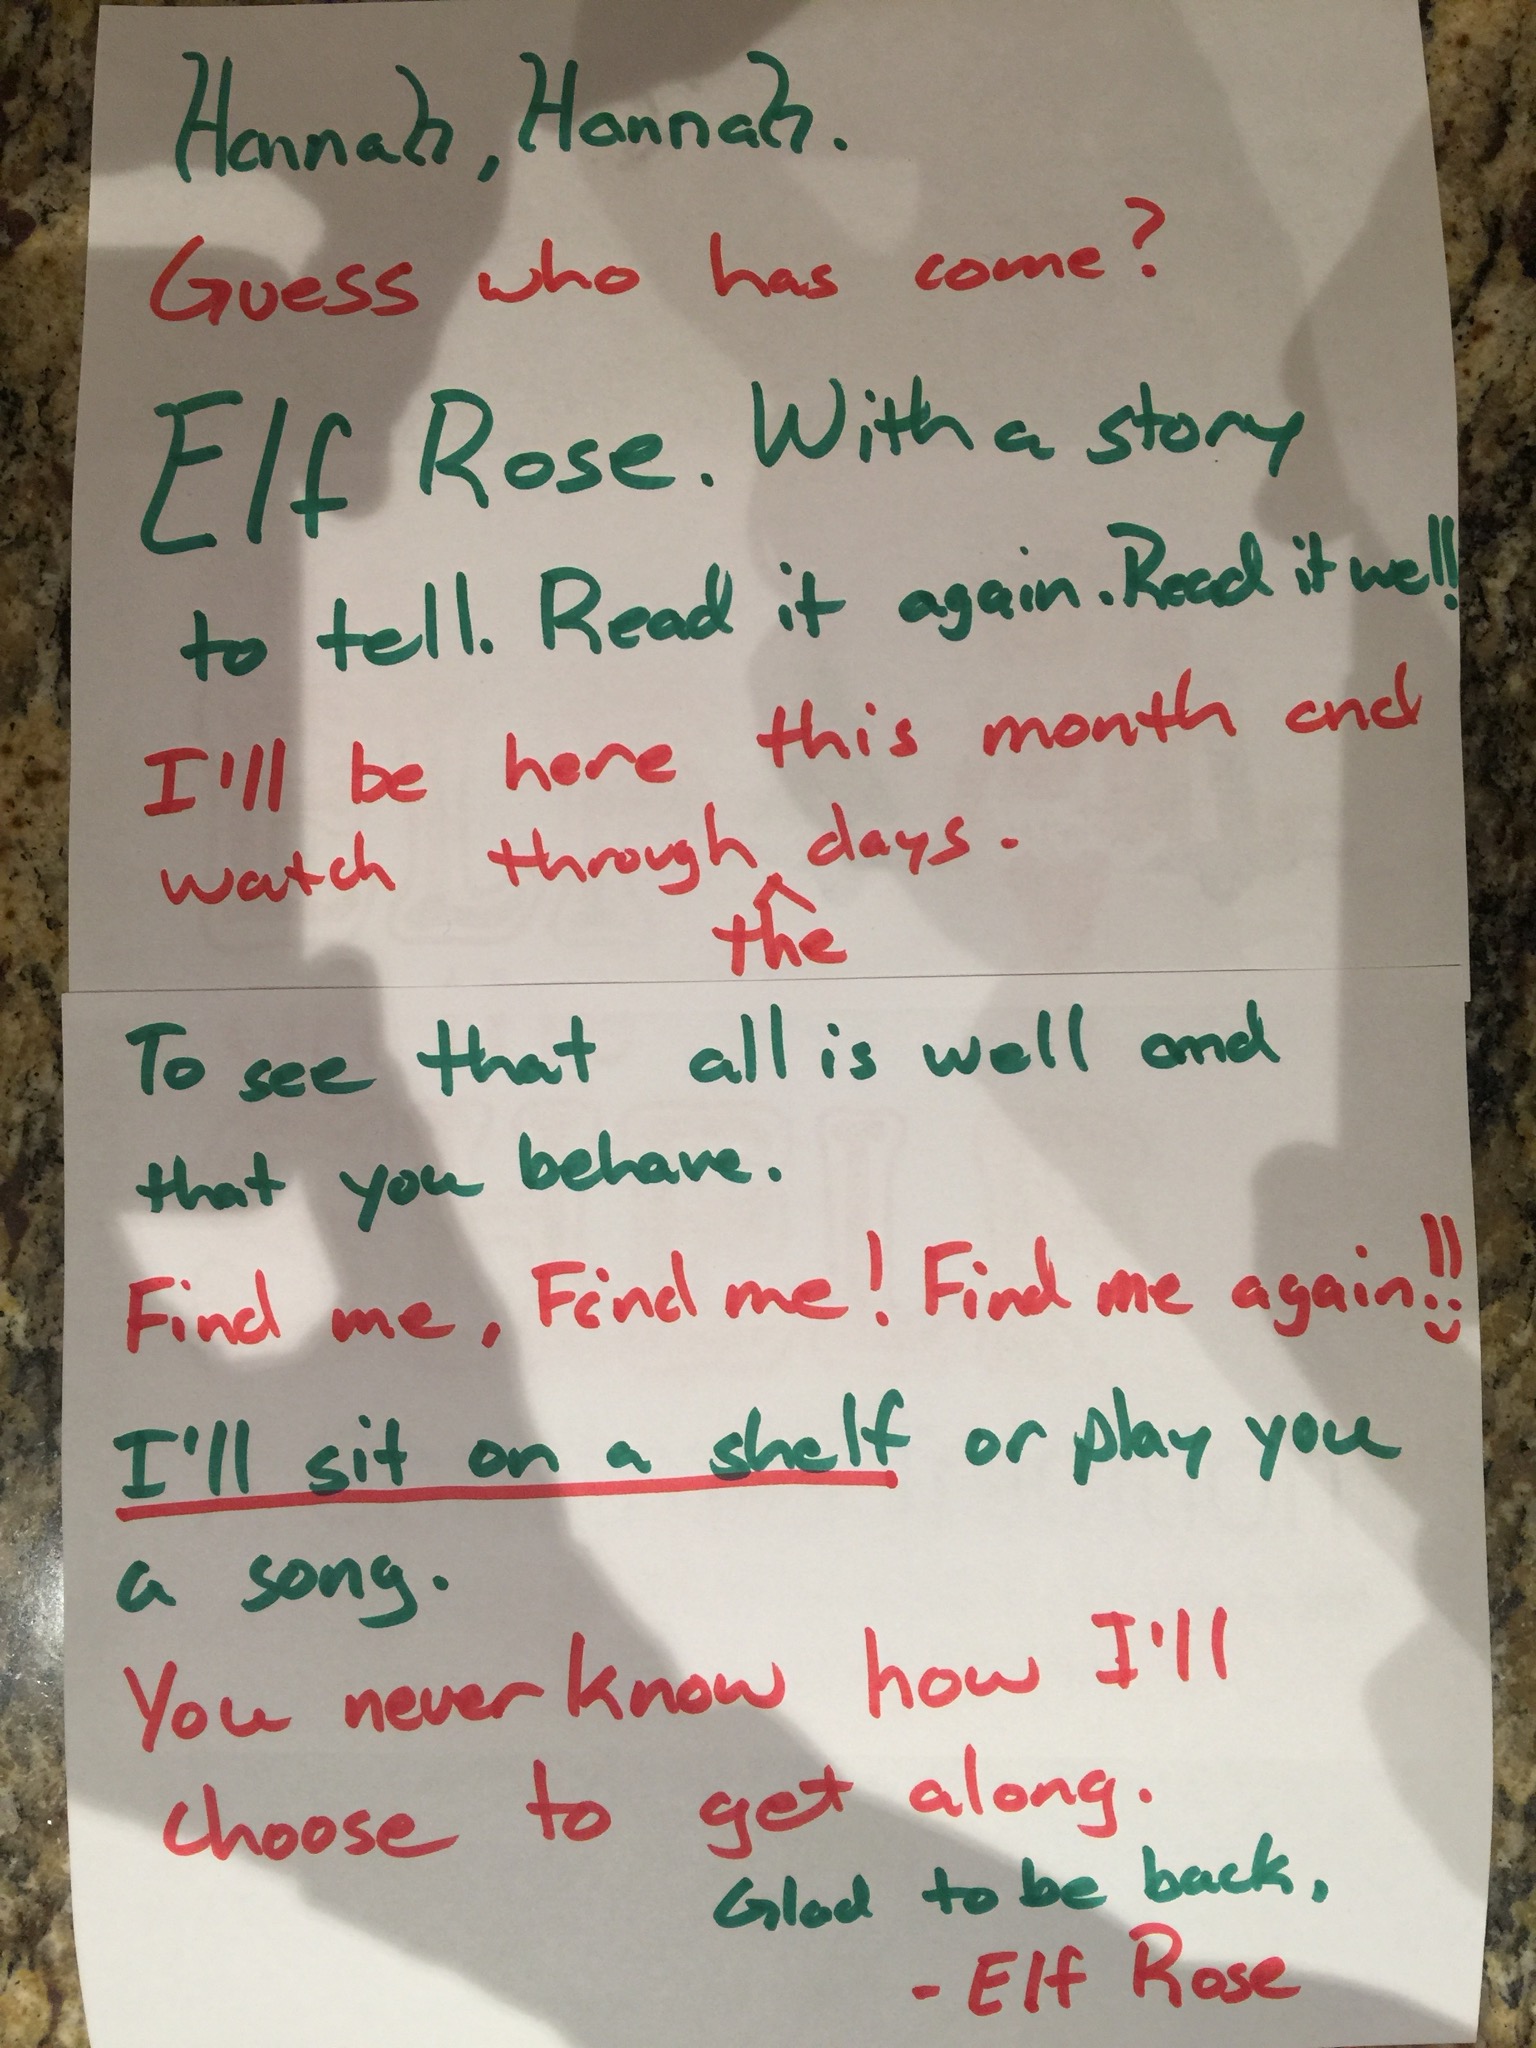 Hannah, Hannah.
Guess who has come?
Elf Rose. With a story
to tell. Read it again. Read it well!
I'll be here this month and
watch through ^ days.
the
To see that all is well and
that you behave.
Find me, Find me! Find me again!!
I'll sit on a shelf or play you
a song.
You never know how I'll
choose to get along.
Glad to be back,
- Elf Rose